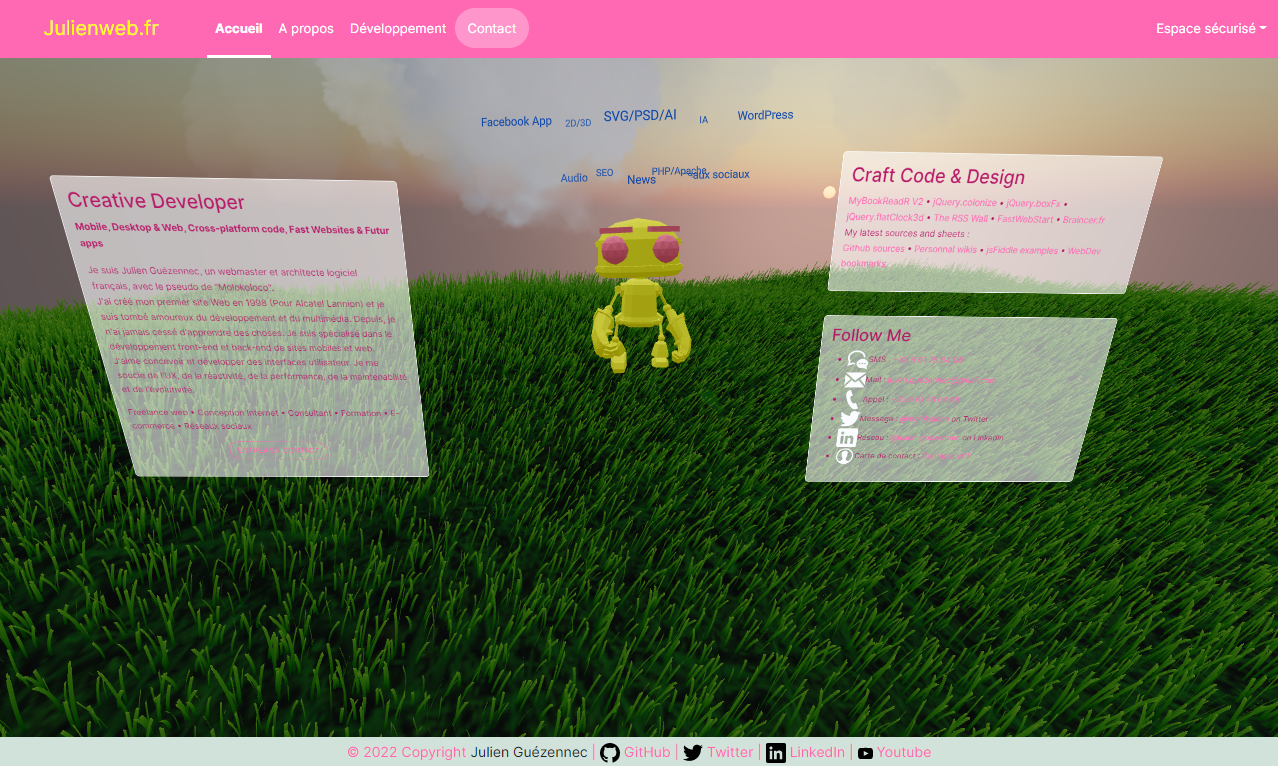 Julienweb.fr
Accueil
A propos
Développement
Contact
Espace sécurisé
Facebook App
2D/3D
SVG/PSD/AI
IA
WordPress
Audio
SEO
News
PHP/Apache
aux sociaux
Creative Developer
Mobile, Desktop & Web, Cross-platform code, Fast Websites & Futur
apps
Je suis Julien Guézennec, un webmaster et architecte logiciel
français, avec le pseudo de "Molokoloco".
J'ai créé mon premier site Web en 1998 (Pour Alcatel Lannion) et je
suis tombé amoureux du développement et du multimédia. Depuis, je
n'ai jamais cessé d'apprendre des choses. Je suis spécialisé dans le
développement front-end et back-end de sites mobiles et web.
J'aime concevoir et développer des interfaces utilisateur. Je me
soucie de l'UX, de la réactivité, de la performance, de la maintenabilité
et de l'évolutivité.
Freelance web • Conception Internet • Consultant • Formation • E-
commerce • Réseaux sociaux
Craft Code & Design
MyBookReadR V2 • jQuery.colonize • jQuery.boxFx •
jQuery.flatClock3d • The RSS Wall • FastWebStart • Braincer.fr
My latest sources and sheets :
Github sources • Personnal wikis • jsFiddle examples • WebDev
bookmarks.
Follow Me
• SMS
• Mail :
• Appel :
• Message : on Twitter
• Réseau : on LinkedIn
• Carte de contact :
© 2022 Copyright Julien Guézennec | GitHub | Twitter | LinkedIn | Youtube